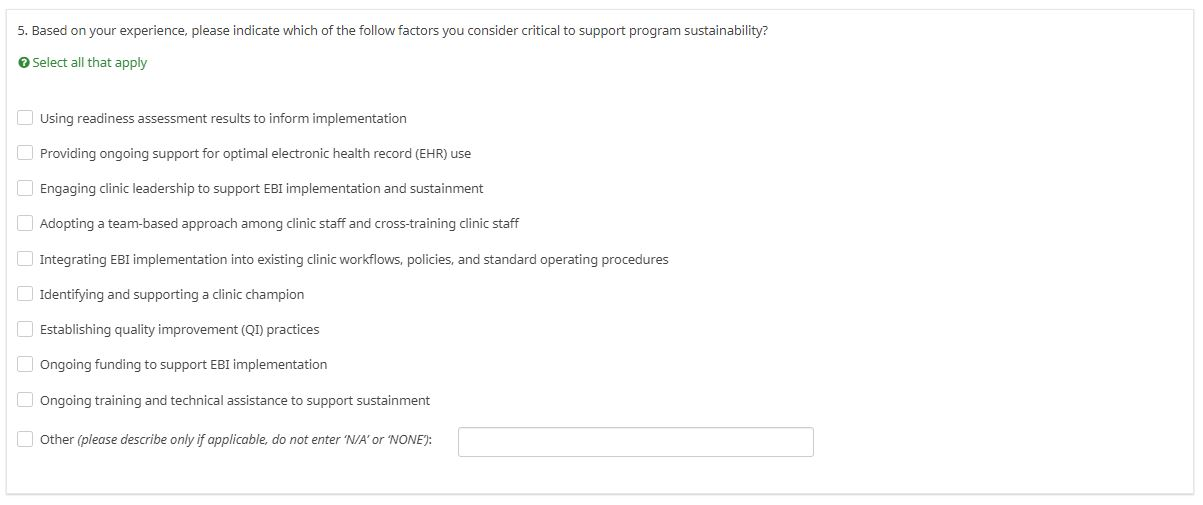 5. Based on your experience, please indicate which of the follow factors you consider critical to support program sustainability?
Select all that apply
Using readiness assessment results to inform implementation
Providing ongoing support for optimal electronic health record (EHR) use
Engaging clinic leadership to support EBI implementation and sustainment
Adopting a team-based approach among clinic staff and cross-training clinic staff
Integrating EBI implementation into existing clinic workflows, policies, and standard operating procedures
Identifying and supporting a clinic champion
Establishing quality improvement (QI) practices
Ongoing funding to support EBI implementation
Ongoing training and technical assistance to support sustainment
Other (please describe only if applicable, do not enter ‘N/A’ or ‘NONE’):